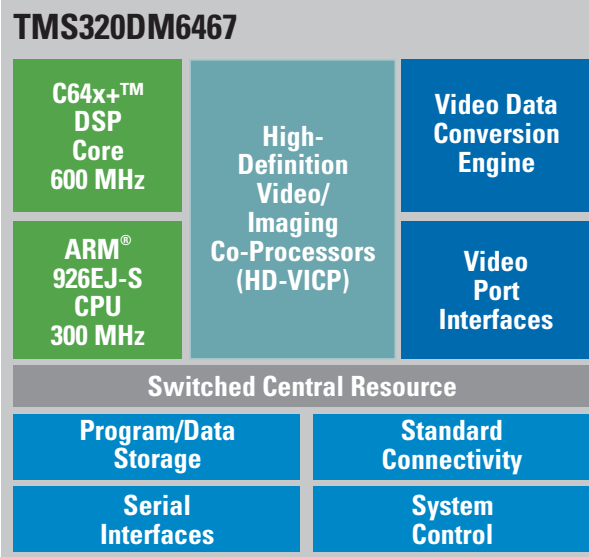 TMS320DM6467
C64x+™
DSP
Core
600 MHz
ARM®
926EJ-S
CPU
300 MHz
High-
Definition
Video/
Imaging
Co-Processors
(HD-VICP)
Video Data
Conversion
Engine
Video
Port
Interfaces
Switched Central Resource
Program/Data
Storage
Standard
Connectivity
Serial
Interfaces
System
Control